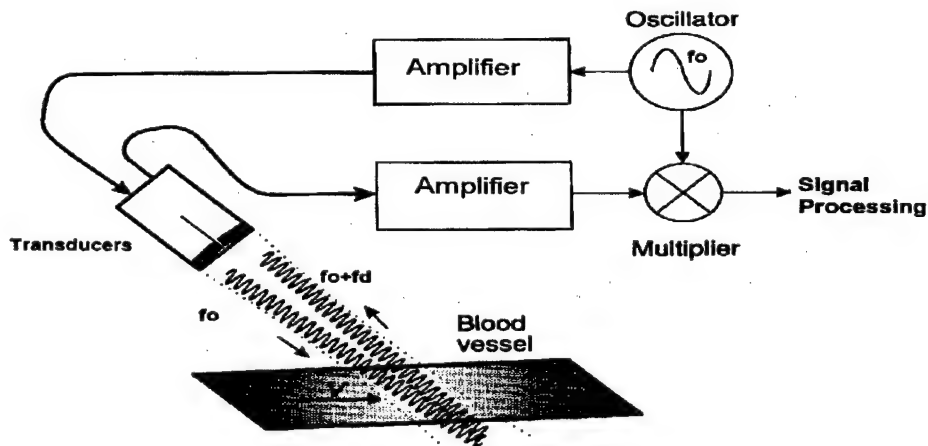 Oscillator
fo
Amplifier
Amplifier
Signal
Processing
Multiplier
Transducers
fo+fd
fo
Blood
vessel